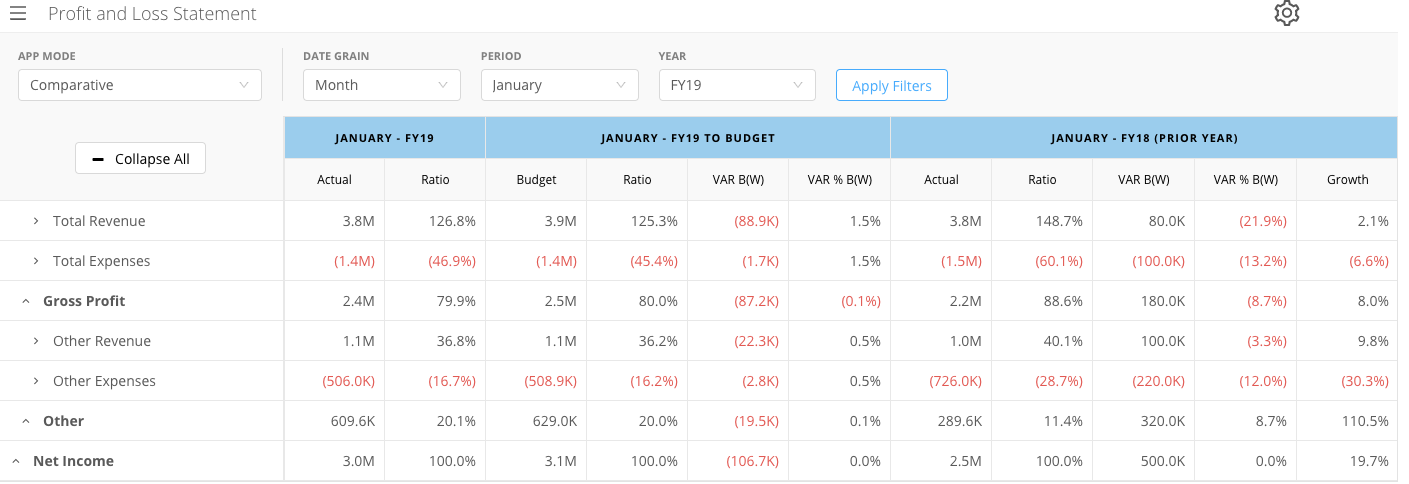 Profit and Loss Statement
APP MODE DATE GRAIN PERIOD YEAR
Comparative Month January FY19 Apply Filters
JANUARY - FY19 JANUARY - FY19 TO BUDGET JANUARY - FY18 (PRIOR YEAR)
Collapse All
Actual Ratio Budget Ratio VAR B(W) VAR % B(W) Actual Ratio VAR B(W) VAR % B(W) Growth
Total Revenue 3.8M 126.8% 3.9M 125.3% (88.9K) 1.5% 3.8M 148.7% 80.0K (21.9%) 2.1%
Total Expenses (1.4M) (46.9%) (1.4M) (45.4%) (1.7K) 1.5% (1.5M) (60.1%) (100.0K) (13.2%) (6.6%)
Gross Profit 2.4M 79.9% 2.5M 80.0% (87.2K) (0.1%) 2.2M 88.6% 180.0K (8.7%) 8.0%
Other Revenue 1.1M 36.8% 1.1M 36.2% (22.3K) 0.5% 1.0M 40.1% 100.0K (3.3%) 9.8%
Other Expenses (506.0K) (16.7%) (508.9K) (16.2%) (2.8K) 0.5% (726.0K) (28.7%) (220.0K) (12.0%) (30.3%)
Other 609.6K 20.1% 629.0K 20.0% (19.5K) 0.1% 289.6K 11.4% 320.0K 8.7% 110.5%
Net Income 3.0M 100.0% 3.1M 100.0% (106.7K) 0.0% 2.5M 100.0% 500.0K 0.0% 19.7%